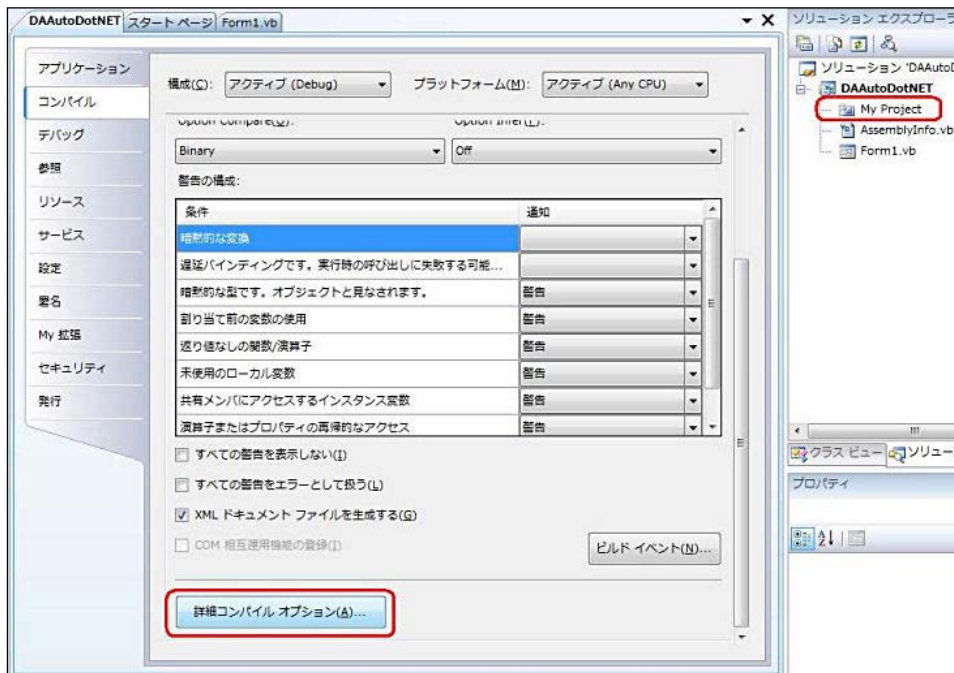 DAAutoDotNET スタート ページ Form1.vb
アプリケーション
コンパイル
デバッグ
参照
リソース
サービス
設定
署名
My 拡張
セキュリティ
発行
構成(C): アクティブ (Debug) プラットフォーム(M): アクティブ (Any CPU)
Option Compare(O): Option Infer(I):
Binary Off
警告の構成:
条件 通知
暗黙的な変換
遅延バインディングです。実行時の呼び出しに失敗する可能...
暗黙的な型です。オブジェクトと見なされます。 警告
割り当て前の変数の使用 警告
返り値なしの関数/演算子 警告
未使用のローカル変数 警告
共有メンバにアクセスするインスタンス変数 警告
演算子またはプロパティの再帰的なアクセス 警告
すべての警告を表示しない(I)
すべての警告をエラーとして扱う(L)
XML ドキュメント ファイルを生成する(G)
COM 相互運用機能の登録(I)
ビルド イベント(N)...
詳細コンパイル オプション(A)...
ソリューション エクスプローラ
ソリューション 'DAAuto
DAAutoDotNET
My Project
AssemblyInfo.vb
Form1.vb
クラス ビュー ソリュー
プロパティ